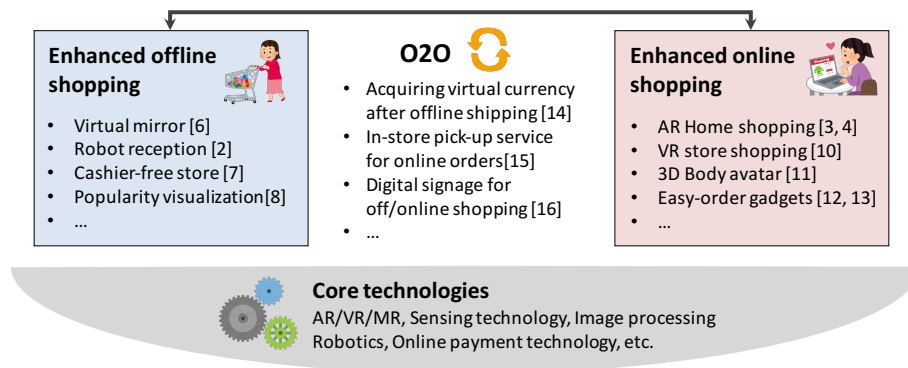 Enhanced offline
shopping
• Virtual mirror [6]
• Robot reception [2]
• Cashier-free store [7]
• Popularity visualization[8]
• ...
O2O
• Acquiring virtual currency
after offline shipping [14]
• In-store pick-up service
for online orders[15]
• Digital signage for
off/online shopping [16]
• ...
Enhanced online
shopping
• AR Home shopping [3, 4]
• VR store shopping [10]
• 3D Body avatar [11]
• Easy-order gadgets [12, 13]
• ...
Core technologies
AR/VR/MR, Sensing technology, Image processing
Robotics, Online payment technology, etc.